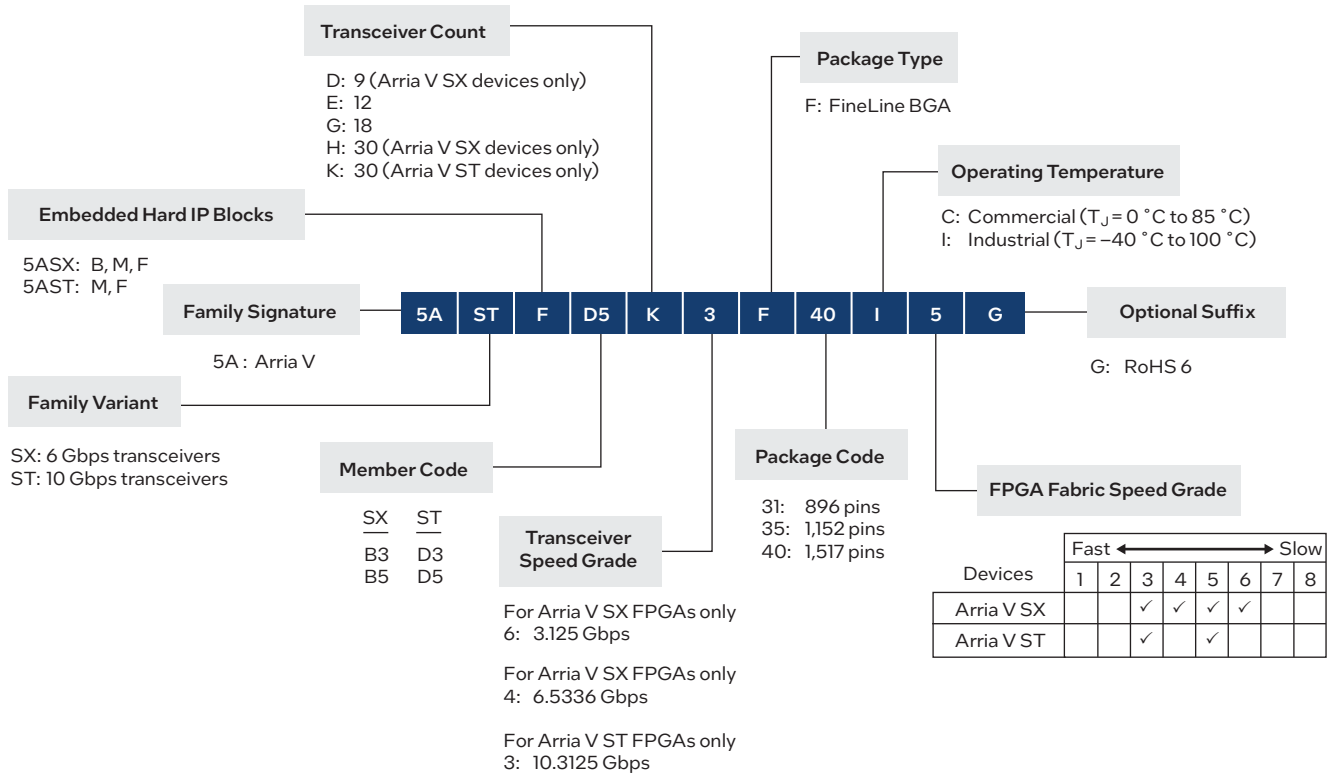 Transceiver Count
D: 9 (Arria V SX devices only)
E: 12
G: 18
H: 30 (Arria V SX devices only)
K: 30 (Arria V ST devices only)
Package Type
F: FineLine BGA
Operating Temperature
C: Commercial (TJ = 0 °C to 85 °C)
I: Industrial (TJ = –40 °C to 100 °C)
Embedded Hard IP Blocks
5ASX: B, M, F
5AST: M, F
Family Signature
5A : Arria V
5A ST F D5 K 3 F 40 I 5 G
Optional Suffix
G: RoHS 6
Family Variant
SX: 6 Gbps transceivers
ST: 10 Gbps transceivers
Member Code
SX ST
B3 D3
B5 D5
Transceiver
Speed Grade
For Arria V SX FPGAs only
6: 3.125 Gbps
For Arria V SX FPGAs only
4: 6.5336 Gbps
For Arria V ST FPGAs only
3: 10.3125 Gbps
Package Code
31: 896 pins
35: 1,152 pins
40: 1,517 pins
FPGA Fabric Speed Grade
Fast Slow
Devices 1 2 3 4 5 6 7 8
Arria V SX ✓ ✓ ✓ ✓
Arria V ST ✓ ✓